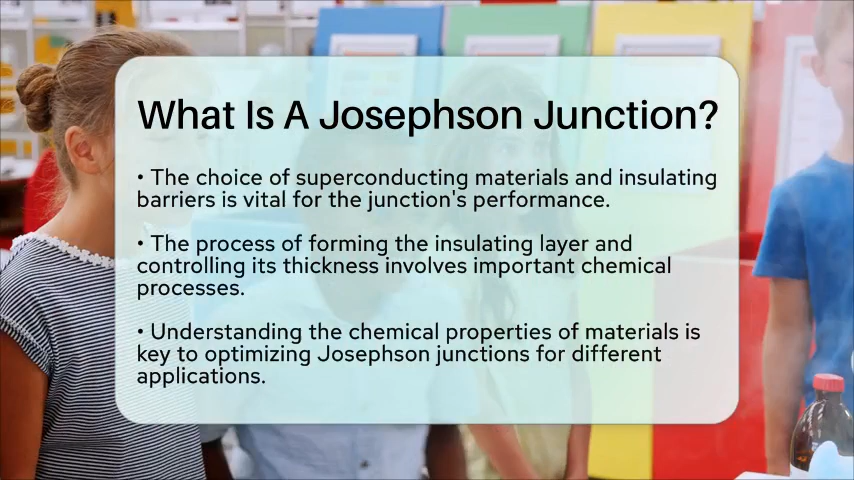 What Is A Josephson Junction?
• The choice of superconducting materials and insulating
barriers is vital for the junction's performance.
• The process of forming the insulating layer and
controlling its thickness involves important chemical
processes.
• Understanding the chemical properties of materials is
key to optimizing Josephson junctions for different
applications.